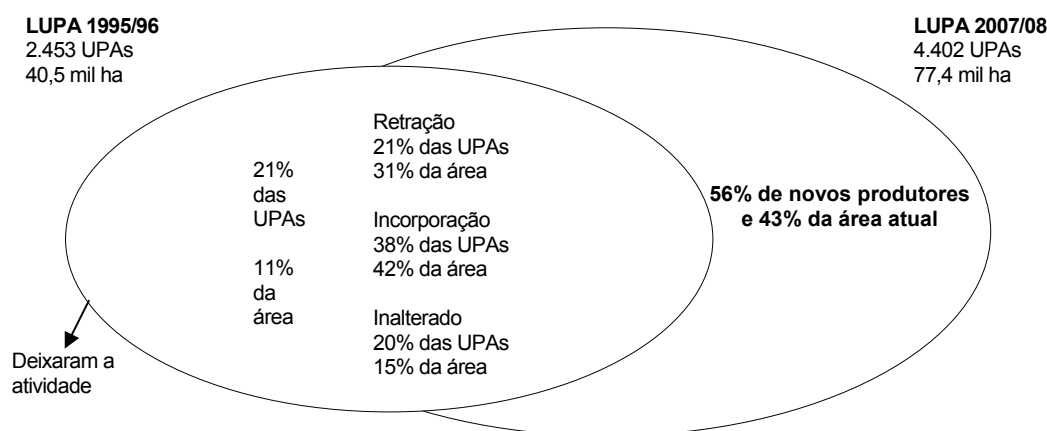 LUPA 1995/96
2.453 UPAs
40,5 mil ha
LUPA 2007/08
4.402 UPAs
77,4 mil ha
21%
das
UPAs
11%
da
área
Retração
21% das UPAs
31% da área
Incorporação
38% das UPAs
42% da área
Inalterado
20% das UPAs
15% da área
56% de novos produtores
e 43% da área atual
Deixaram a
atividade